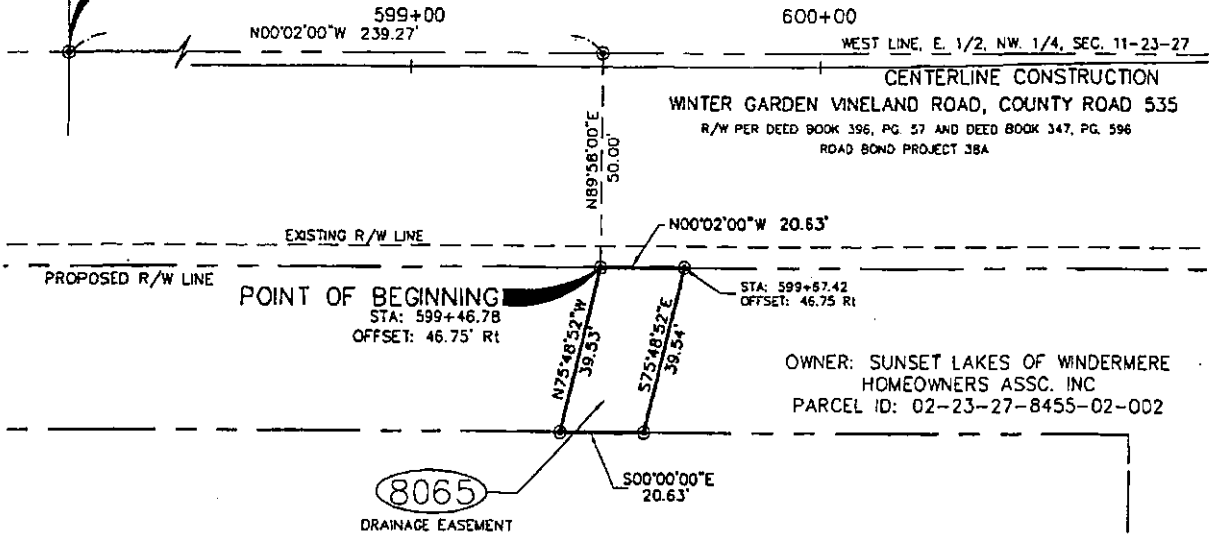 599+00
600+00
N00°02'00"W 239.27'
WEST LINE, E. 1/2, NW. 1/4, SEC. 11-23-27
CENTERLINE CONSTRUCTION
WINTER GARDEN VINELAND ROAD, COUNTY ROAD 535
R/W PER DEED BOOK 396, PG. 57 AND DEED BOOK 347, PG. 596
ROAD BOND PROJECT 38A
N89°58'00"E
50.00'
N00°02'00"W 20.63'
EXISTING R/W LINE
PROPOSED R/W LINE
POINT OF BEGINNING
STA: 599+46.78
OFFSET: 46.75' Rt
STA: 599+67.42
OFFSET: 46.75 Rt
N75°48'52"W
39.53'
S75°48'52"E
39.54'
OWNER: SUNSET LAKES OF WINDERMERE
HOMEOWNERS ASSC. INC
PARCEL ID: 02-23-27-8455-02-002
8065
DRAINAGE EASEMENT
S00°00'00"E
20.63'